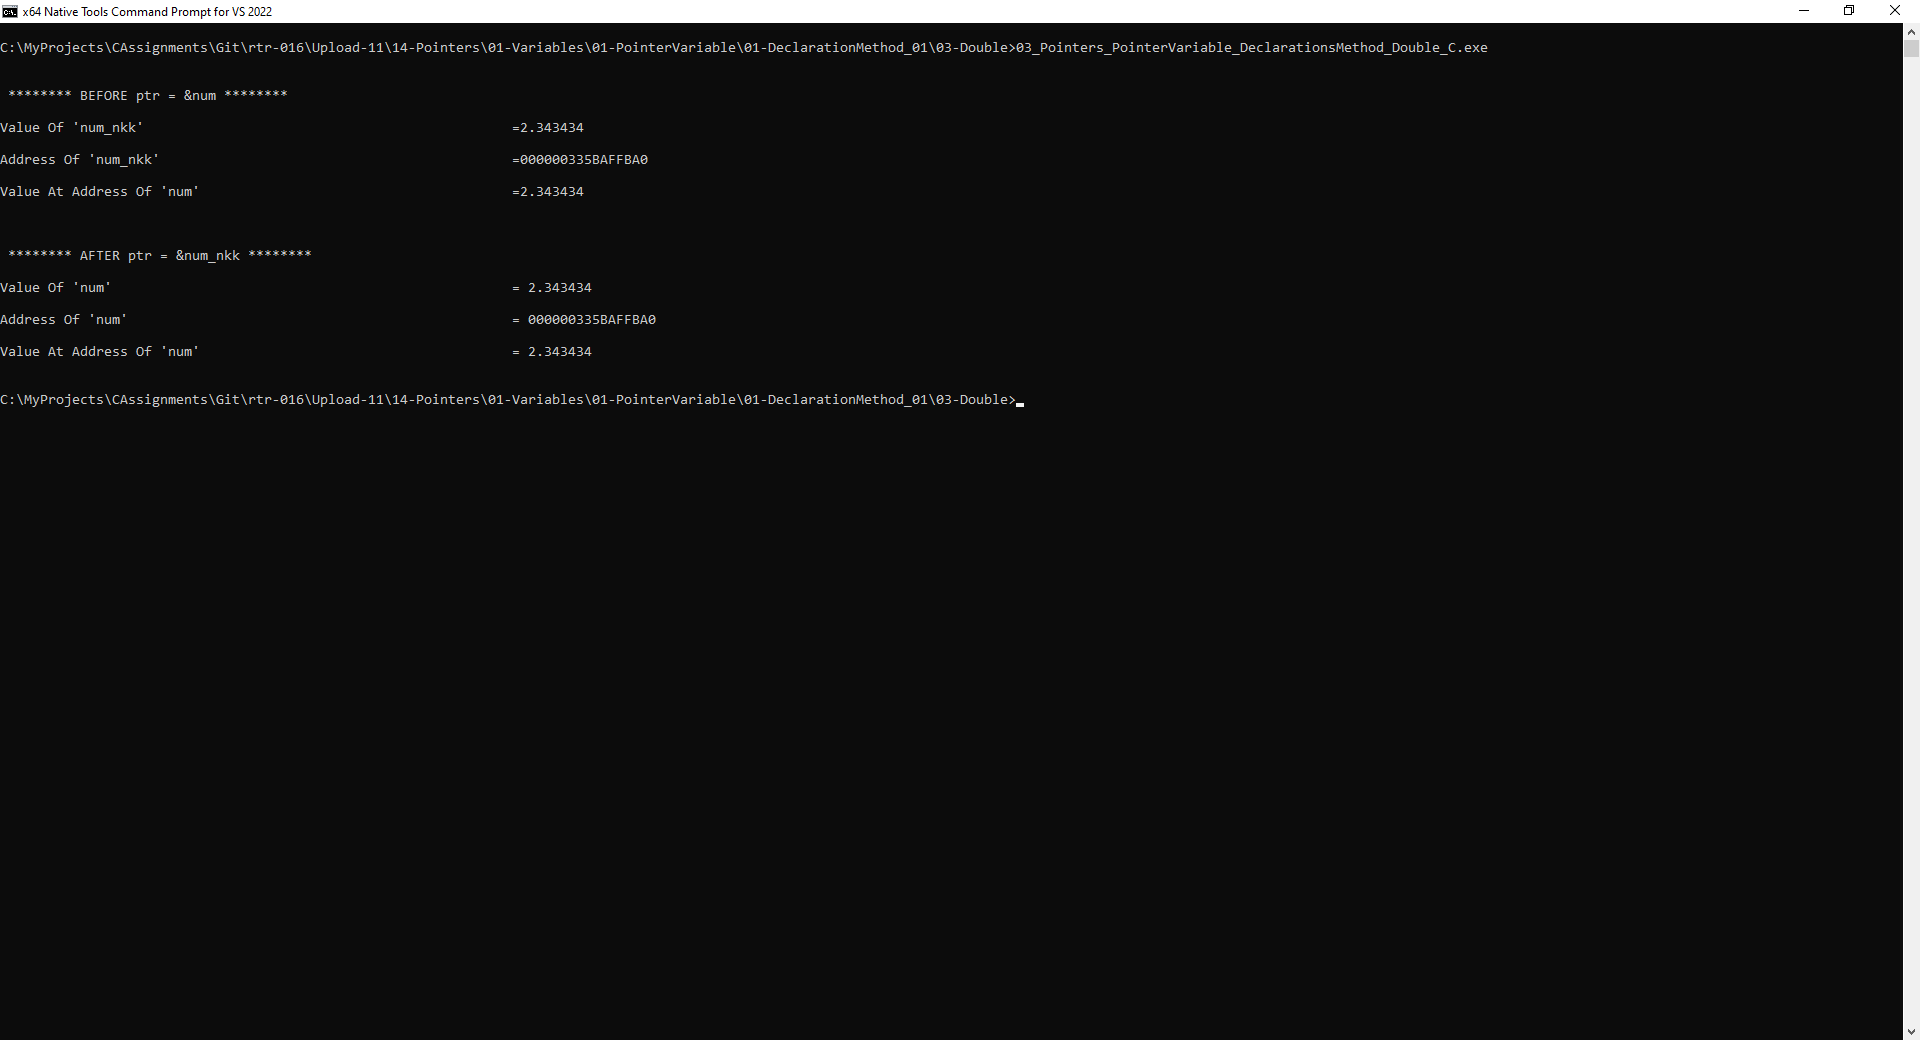 x64 Native Tools Command Prompt for VS 2022
C:\MyProjects\CAssignments\Git\rtr-016\Upload-11\14-Pointers\01-Variables\01-PointerVariable\01-DeclarationMethod_01\03-Double>03_Pointers_PointerVariable_DeclarationsMethod_Double_C.exe
******** BEFORE ptr = &num ********
Value Of 'num_nkk' =2.343434
Address Of 'num_nkk' =000000335BAFFBA0
Value At Address Of 'num' =2.343434
******** AFTER ptr = &num_nkk ********
Value Of 'num' = 2.343434
Address Of 'num' = 000000335BAFFBA0
Value At Address Of 'num' = 2.343434
C:\MyProjects\CAssignments\Git\rtr-016\Upload-11\14-Pointers\01-Variables\01-PointerVariable\01-DeclarationMethod_01\03-Double>